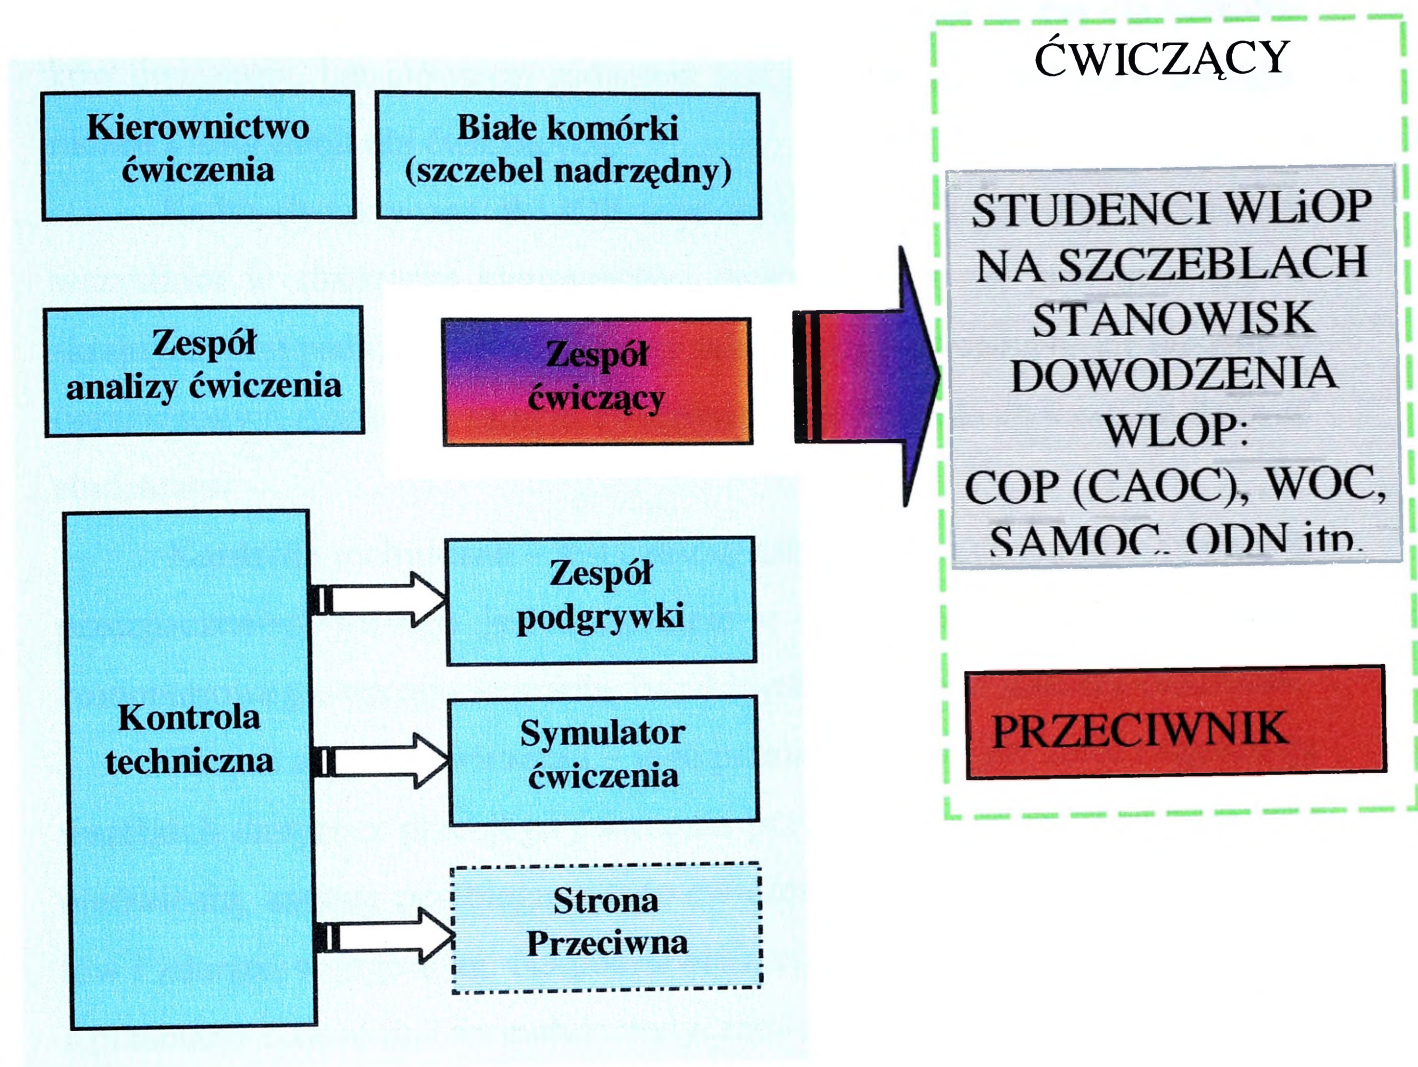 Kierownictwo
ćwiczenia
Białe komórki
(szczebel nadrzędny)
Zespół
analizy ćwiczenia
Zespół
ćwiczący
Kontrola
techniczna
Zespół
podgrywki
Symulator
ćwiczenia
Strona
Przeciwna
ĆWICZĄCY
STUDENCI WLiOP
NA SZCZEBLACH
STANOWISK
DOWODZENIA
WLOP:
COP (CAOC), WOC,
SAMOC, ODN itp.
PRZECIWNIK